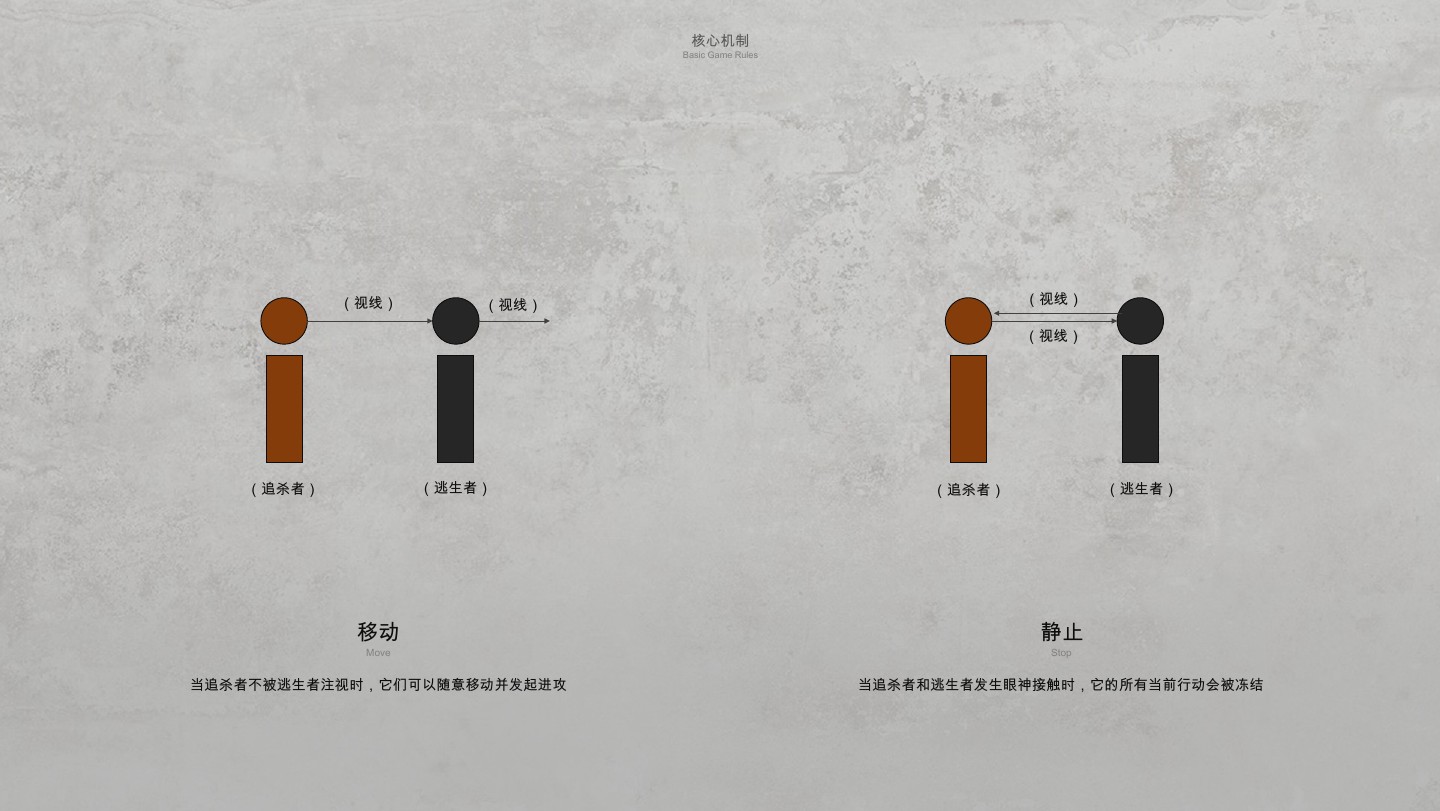 核心机制
Basic Game Rules
（视线）
（视线）
（追杀者）
（逃生者）
移动
Move
当追杀者不被逃生者注视时，它们可以随意移动并发起进攻
（视线）
（视线）
（追杀者）
（逃生者）
静止
Stop
当追杀者和逃生者发生眼神接触时，它的所有当前行动会被冻结